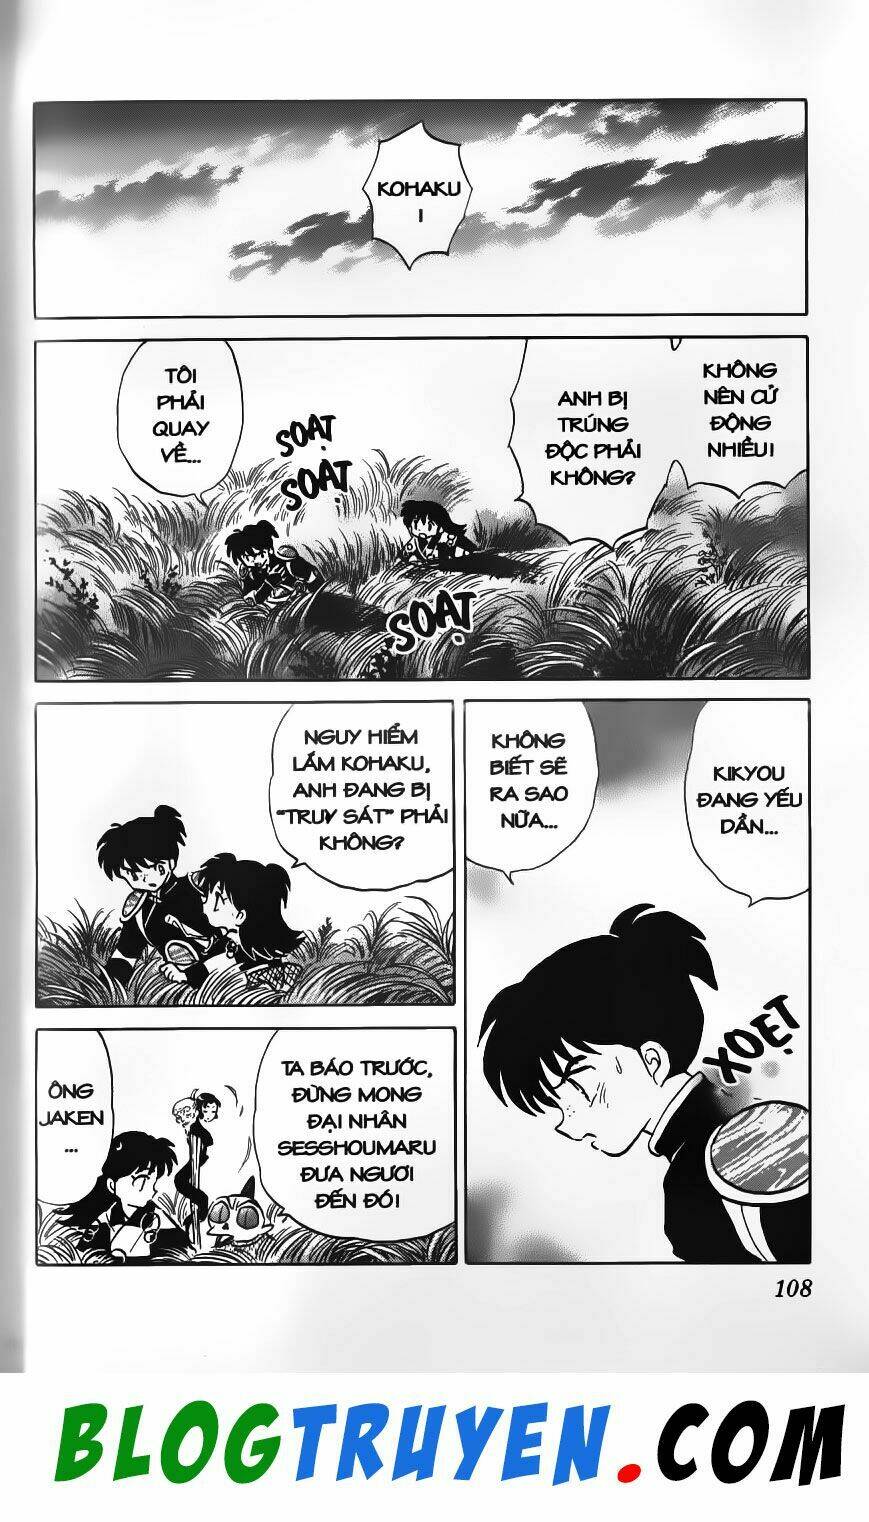 KOHAKU
!
KHÔNG
NÊN CỬ
ĐỘNG
NHIỀU!
ANH BỊ
TRÚNG
ĐỘC PHẢI
KHÔNG?
TÔI
PHẢI
QUAY
VỀ...
SOẠT
SOẠT
SOẠT
KIKYOU
ĐANG YẾU
DẦN...
KHÔNG
BIẾT SẼ
RA SAO
NỮA...
XOẸT
NGUY HIỂM
LẮM KOHAKU,
ANH ĐANG BỊ
"TRUY SÁT" PHẢI
KHÔNG?
TA BÁO TRƯỚC,
ĐỪNG MONG
ĐẠI NHÂN
SESSHOUMARU
ĐƯA NGƯƠI
ĐẾN ĐÓ!
ÔNG
JAKEN
...
108
BLOGTRUYEN.COM